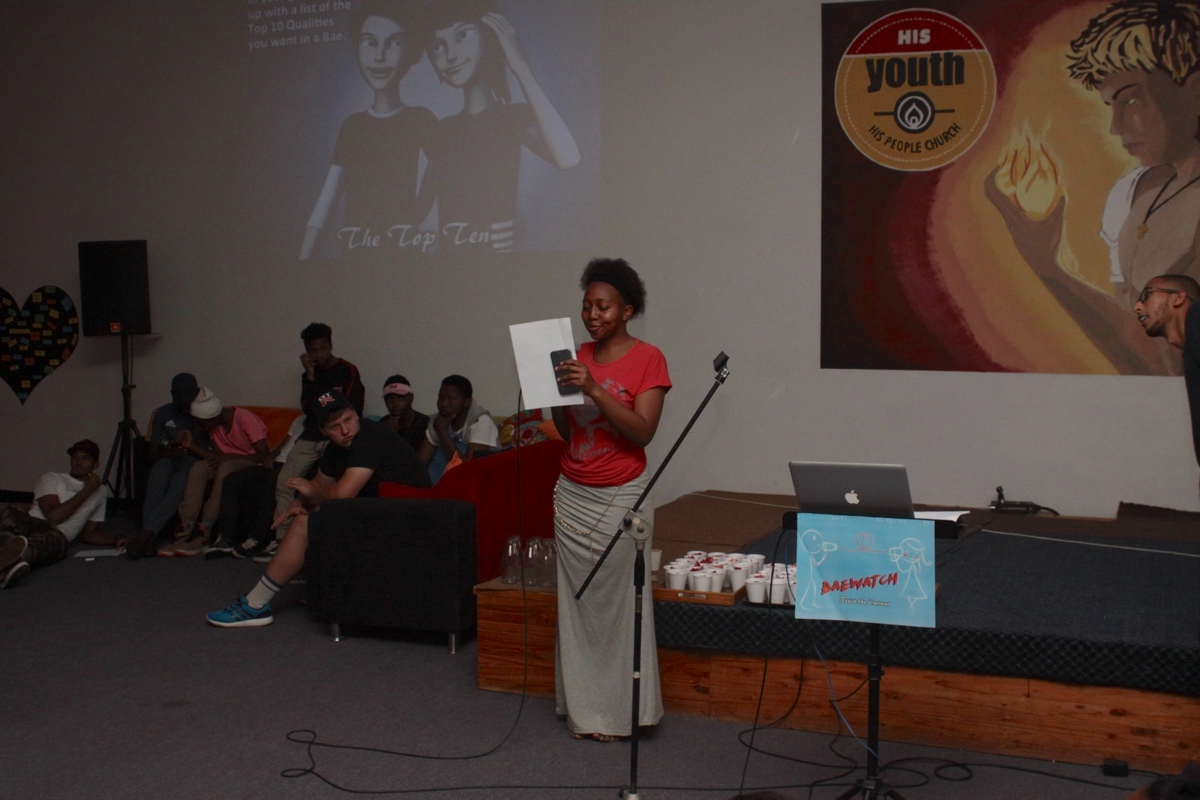 up with a list of the
Top 10 Qualities
you want in a Bae.
The Top Ten
HIS
youth
HIS PEOPLE CHURCH
BAEWATCH